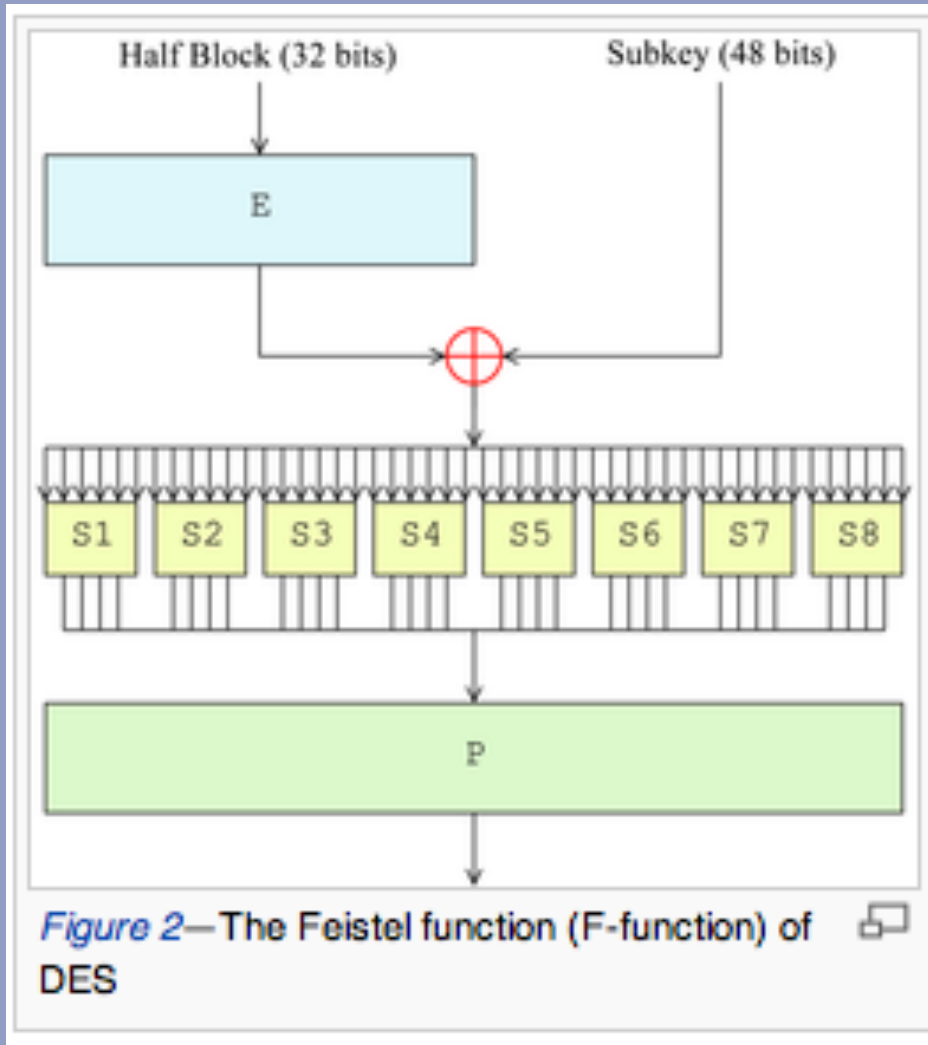 Half Block (32 bits) Subkey (48 bits)
E
S1 S2 S3 S4 S5 S6 S7 S8
P
Figure 2—The Feistel function (F-function) of
DES